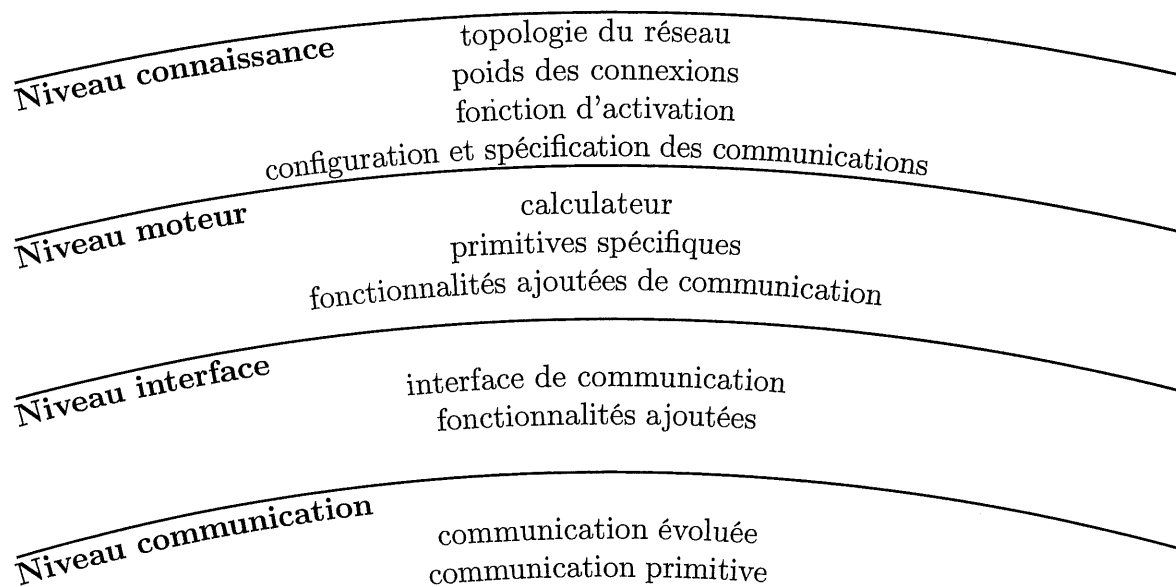 Niveau connaissance
topologie du réseau
poids des connexions
fonction d'activation
configuration et spécification des communications
Niveau moteur
calculateur
primitives spécifiques
fonctionnalités ajoutées de communication
Niveau interface
interface de communication
fonctionnalités ajoutées
Niveau communication
communication évoluée
communication primitive